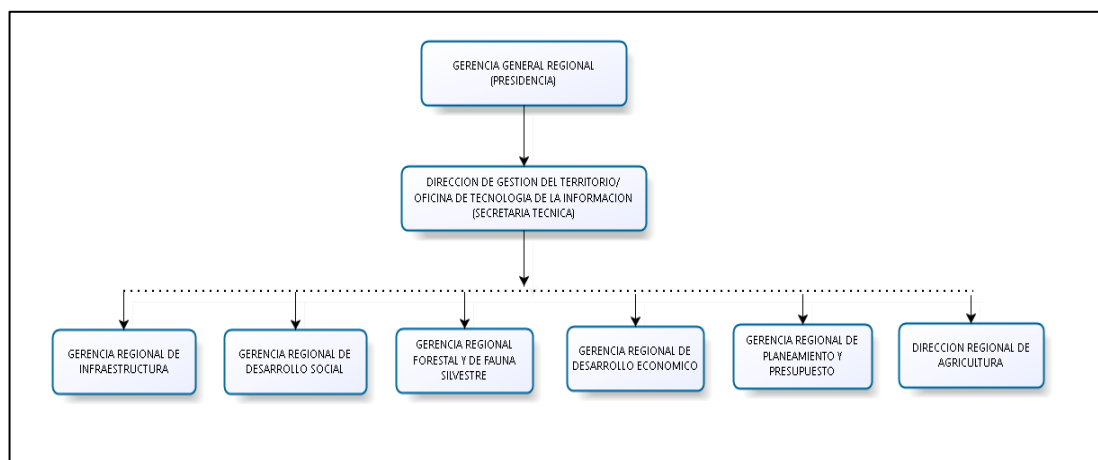 GERENCIA GENERAL REGIONAL
(PRESIDENCIA)
DIRECCION DE GESTION DEL TERRITORIO/
OFICINA DE TECNOLOGIA DE LA INFORMACION
(SECRETARIA TECNICA)
GERENCIA REGIONAL DE
INFRAESTRUCTURA
GERENCIA REGIONAL DE
DESARROLLO SOCIAL
GERENCIA REGIONAL
FORESTAL Y DE FAUNA
SILVESTRE
GERENCIA REGIONAL DE
DESARROLLO ECONOMICO
GERENCIA REGIONAL DE
PLANEAMIENTO Y
PRESUPUESTO
DIRECCION REGIONAL DE
AGRICULTURA